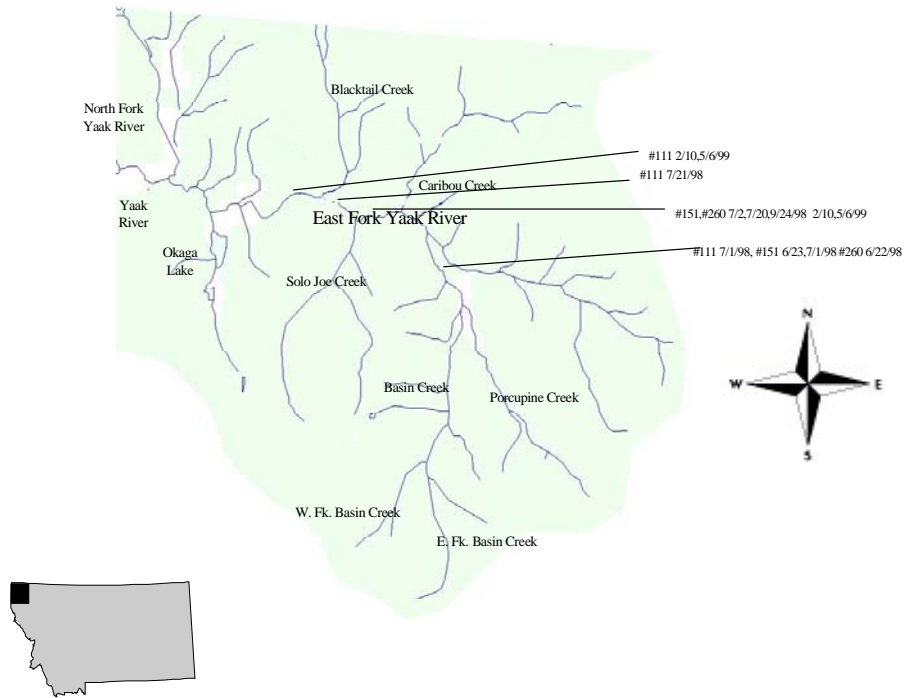 Blacktail Creek
North Fork
Yaak River
#111 2/10,5/6/99
#111 7/21/98
Caribou Creek
Yaak
River
East Fork Yaak River
#151,#260 7/2,7/20,9/24/98 2/10,5/6/99
Okaga
Lake
#111 7/1/98, #151 6/23,7/1/98 #260 6/22/98
Solo Joe Creek
N
W
E
S
Basin Creek
Porcupine Creek
W. Fk. Basin Creek
E. Fk. Basin Creek